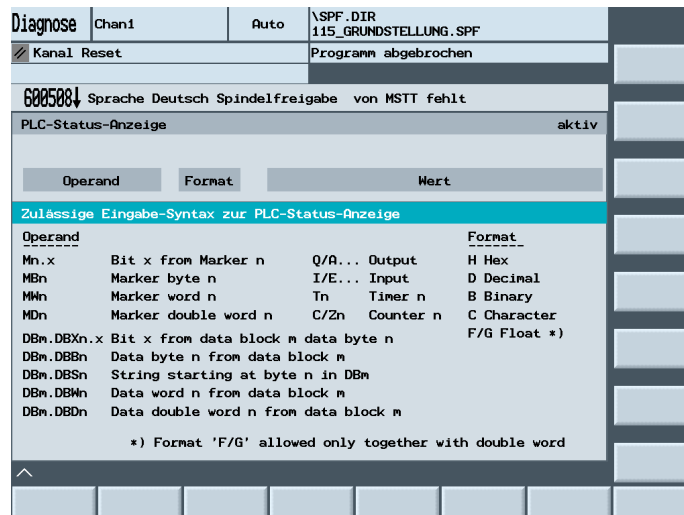 Diagnose Chan1 Auto \SPF.DIR
115_GRUNDSTELLUNG.SPF
Kanal Reset Programm abgebrochen
600508↓ Sprache Deutsch Spindelfreigabe von MSTT fehlt
PLC-Status-Anzeige aktiv
Operand Format Wert
Zulässige Eingabe-Syntax zur PLC-Status-Anzeige
Operand Format
Mn.x Bit x from Marker n Q/A... Output H Hex
MBn Marker byte n I/E... Input D Decimal
MWn Marker word n Tn Timer n B Binary
MDn Marker double word n C/Zn Counter n C Character
DBm.DBXn.x Bit x from data block m data byte n F/G Float *)
DBm.DBBn Data byte n from data block m
DBm.DBSn String starting at byte n in DBm
DBm.DBWn Data word n from data block m
DBm.DBDn Data double word n from data block m
*) Format 'F/G' allowed only together with double word